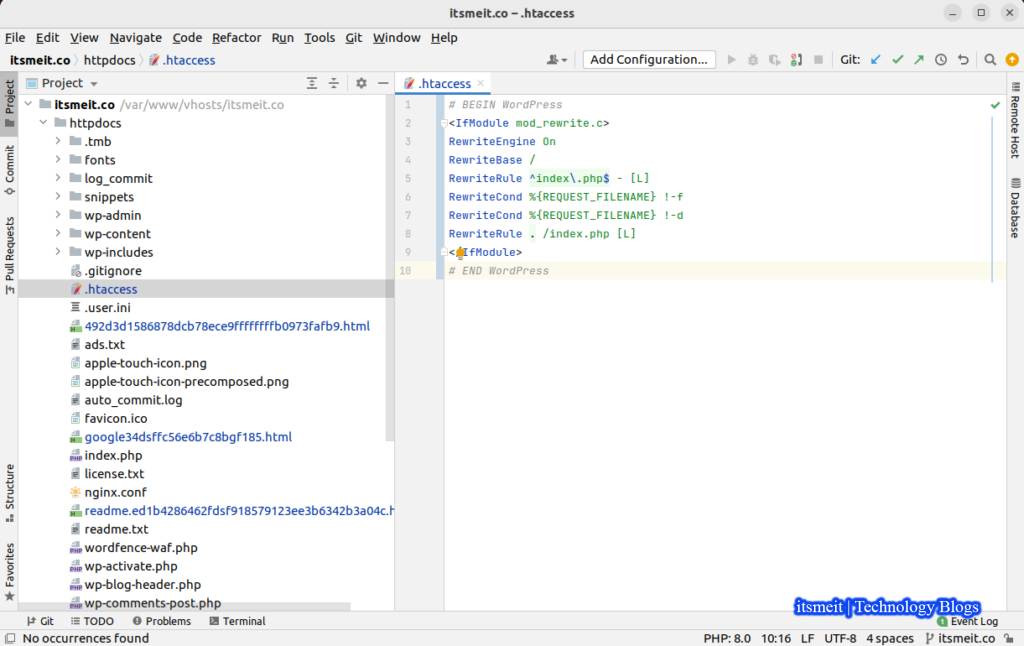 itsmeit.co – .htaccess
File Edit View Navigate Code Refactor Run Tools Git Window Help
itsmeit.co httpdocs .htaccess Add Configuration... Git:
Project
.htaccess
Project
Commit
Pull Requests
Structure
Favorites
itsmeit.co /var/www/vhosts/itsmeit.co
httpdocs
.tmb
fonts
log_commit
snippets
wp-admin
wp-content
wp-includes
.gitignore
.htaccess
.user.ini
492d3d1586878dcb78ece9ffffffffb0973fafb9.html
ads.txt
apple-touch-icon.png
apple-touch-icon-precomposed.png
auto_commit.log
favicon.ico
google34dsffc56e6b7c8bgf185.html
index.php
license.txt
nginx.conf
readme.ed1b4286462fdsf918579123ee3b6342b3a04c.h
readme.txt
wordfence-waf.php
wp-activate.php
wp-blog-header.php
wp-comments-post.php
1 # BEGIN WordPress
2 <IfModule mod_rewrite.c>
3 RewriteEngine On
4 RewriteBase /
5 RewriteRule ^index\.php$ - [L]
6 RewriteCond %{REQUEST_FILENAME} !-f
7 RewriteCond %{REQUEST_FILENAME} !-d
8 RewriteRule . /index.php [L]
9 </IfModule>
10 # END WordPress
Remote Host
Database
itsmeit | Technology Blogs
Git TODO Problems Terminal 1 Event Log
No occurrences found PHP: 8.0 10:16 LF UTF-8 4 spaces itsmeit.co